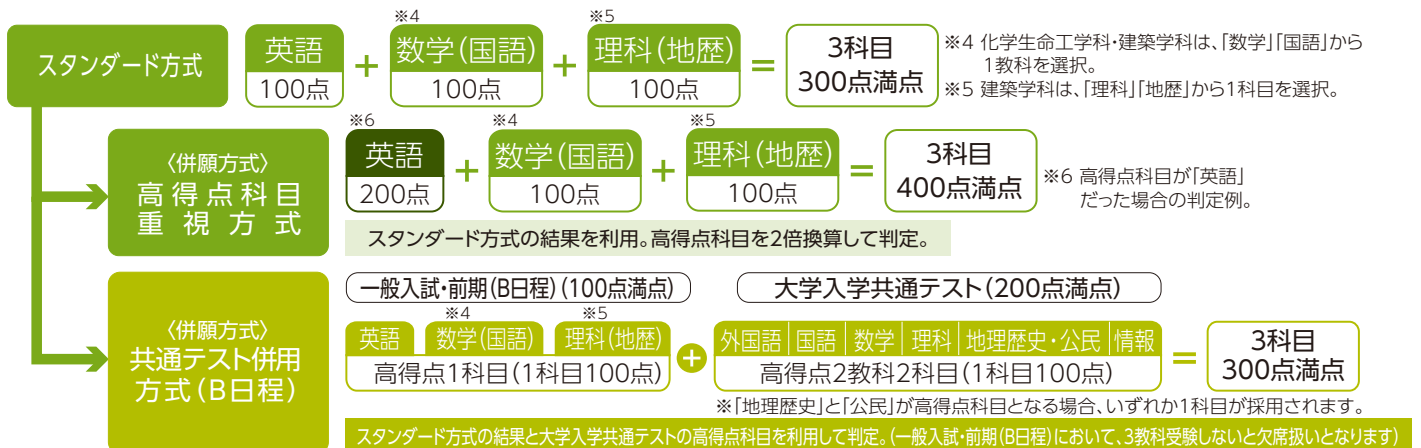 スタンダード方式
英語
100点
+
※4
数学(国語)
100点
+
※5
理科(地歴)
100点
=
3科目
300点満点
※4 化学生命工学科・建築学科は、「数学」「国語」から
1教科を選択。
※5 建築学科は、「理科」「地歴」から1科目を選択。
〈併願方式〉
高得点科目
重視方式
※6
英語
200点
+
※4
数学(国語)
100点
+
※5
理科(地歴)
100点
=
3科目
400点満点
※6 高得点科目が「英語」
だった場合の判定例。
スタンダード方式の結果を利用。高得点科目を2倍換算して判定。
〈併願方式〉
共通テスト併用
方式(B日程)
一般入試・前期(B日程)(100点満点)
英語 ※4 数学(国語) ※5 理科(地歴)
高得点1科目(1科目100点)
+
大学入学共通テスト(200点満点)
外国語 国語 数学 理科 地理歴史・公民 情報
高得点2教科2科目(1科目100点)
=
3科目
300点満点
※「地理歴史」と「公民」が高得点科目となる場合、いずれか1科目が採用されます。
スタンダード方式の結果と大学入学共通テストの高得点科目を利用して判定。(一般入試・前期(B日程)において、3教科受験しないと欠席扱いとなります)